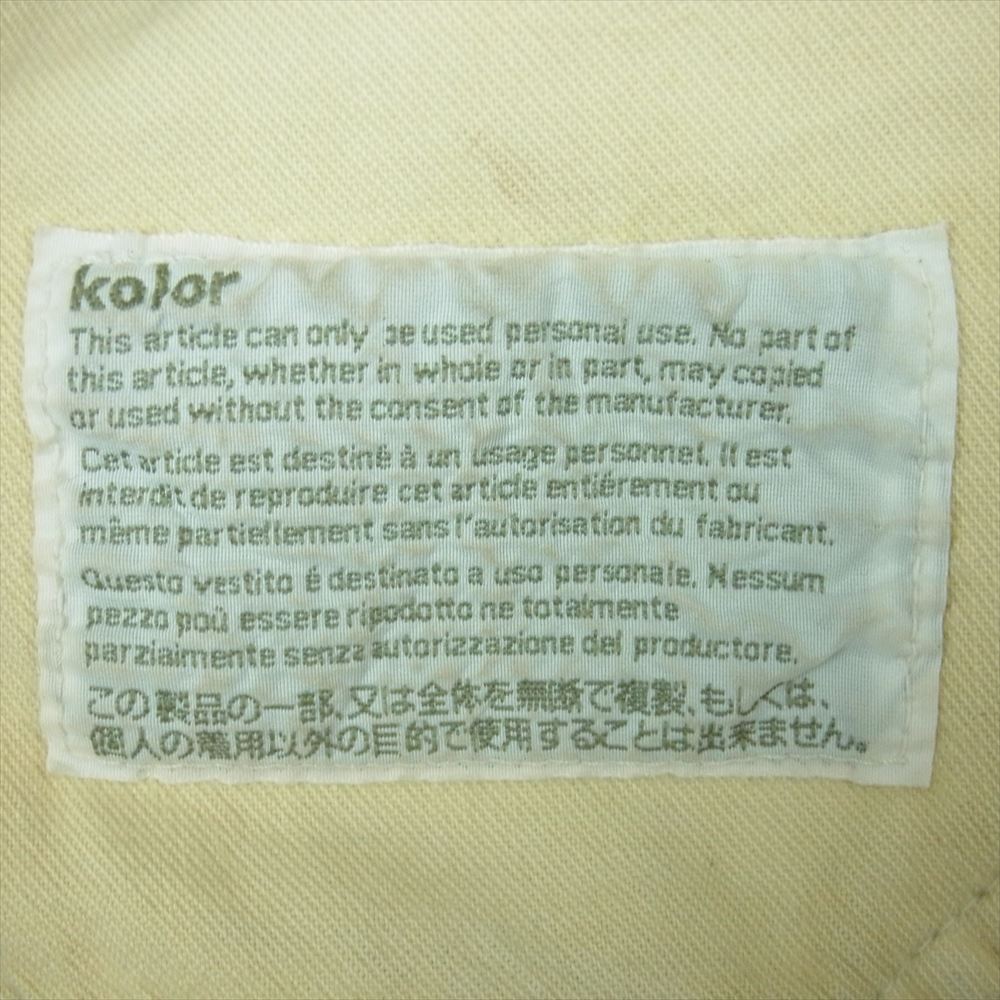 kolor
This article can only be used personal use. No part of
this article, whether in whole or in part, may copied
or used without the consent of the manufacturer.
Cet article est destiné à un usage personnel. Il est
interdit de reproduire cet article entiérement ou
même partiellement sans l'autorisation du fabricant.
Questo vestito é destinato a uso personale. Nessum
pezzo poü essere ripodotto ne totalmente
parzialmente senza autorizzazione del productore.
この製品の一部、又は全体を無断で複製、もしくは、
個人の着用以外の目的で使用することは出来ません。